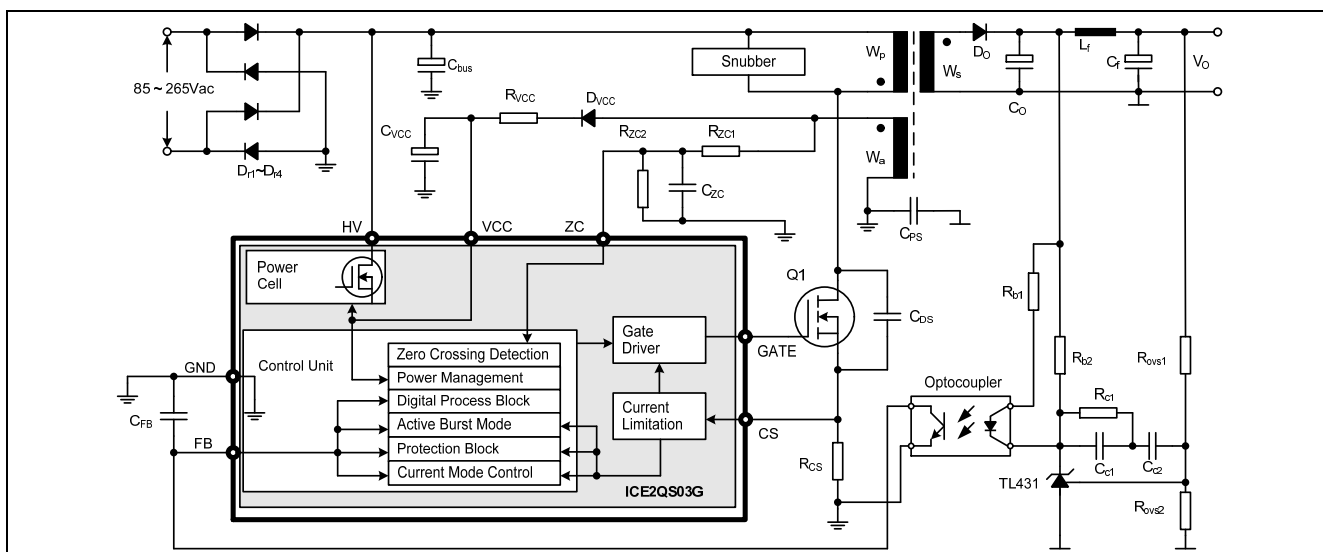 85 ~ 265Vac
Dr1~Dr4
Cbus
Snubber
Wp
Ws
Wa
DO
CO
Lf
Cf
VO
RVCC
DVCC
CVCC
RZC2
RZC1
CZC
CPS
HV
VCC
ZC
Power
Cell
Q1
CDS
Rb1
GND
Control Unit
Zero Crossing Detection
Power Management
Digital Process Block
Active Burst Mode
Protection Block
Current Mode Control
Gate
Driver
Current
Limitation
GATE
CS
ICE2QS03G
CFB
FB
RCS
Optocoupler
Rb2
Rovs1
Rc1
Cc1
Cc2
TL431
Rovs2